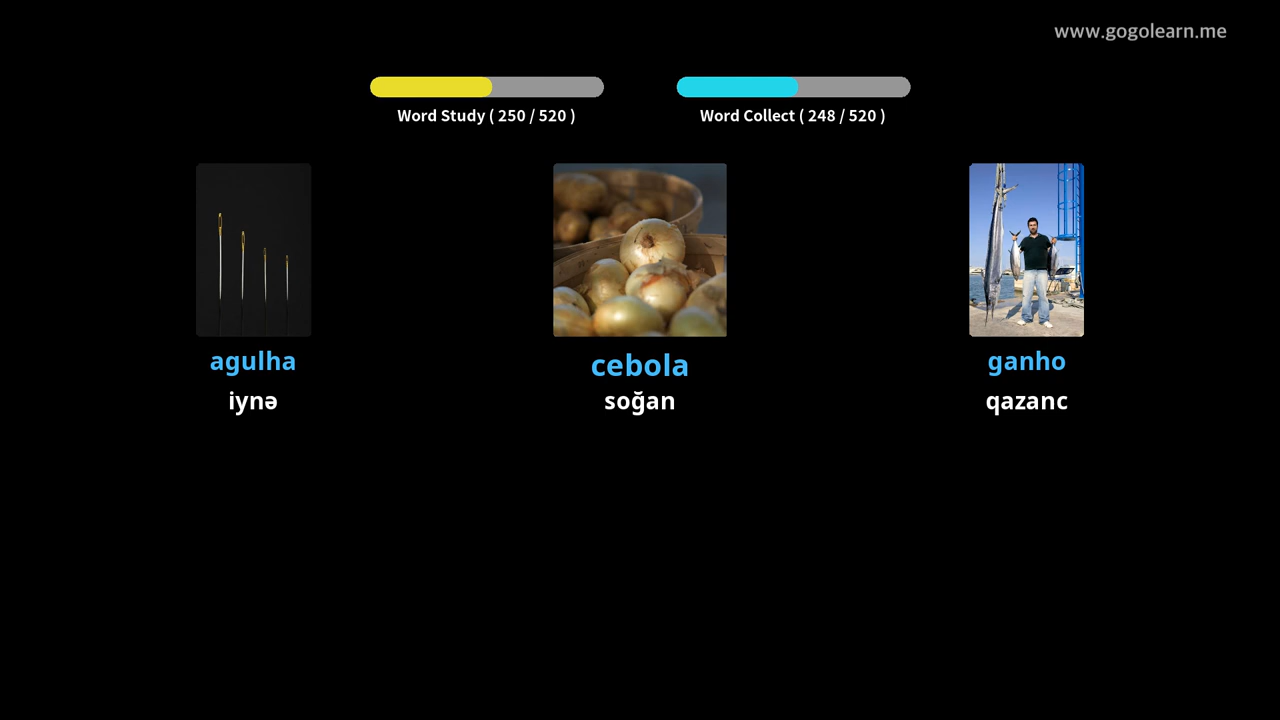 www.gogolearn.me
Word Study ( 250 / 520 )
Word Collect ( 248 / 520 )
agulha
iynə
cebola
soğan
ganho
qazanc